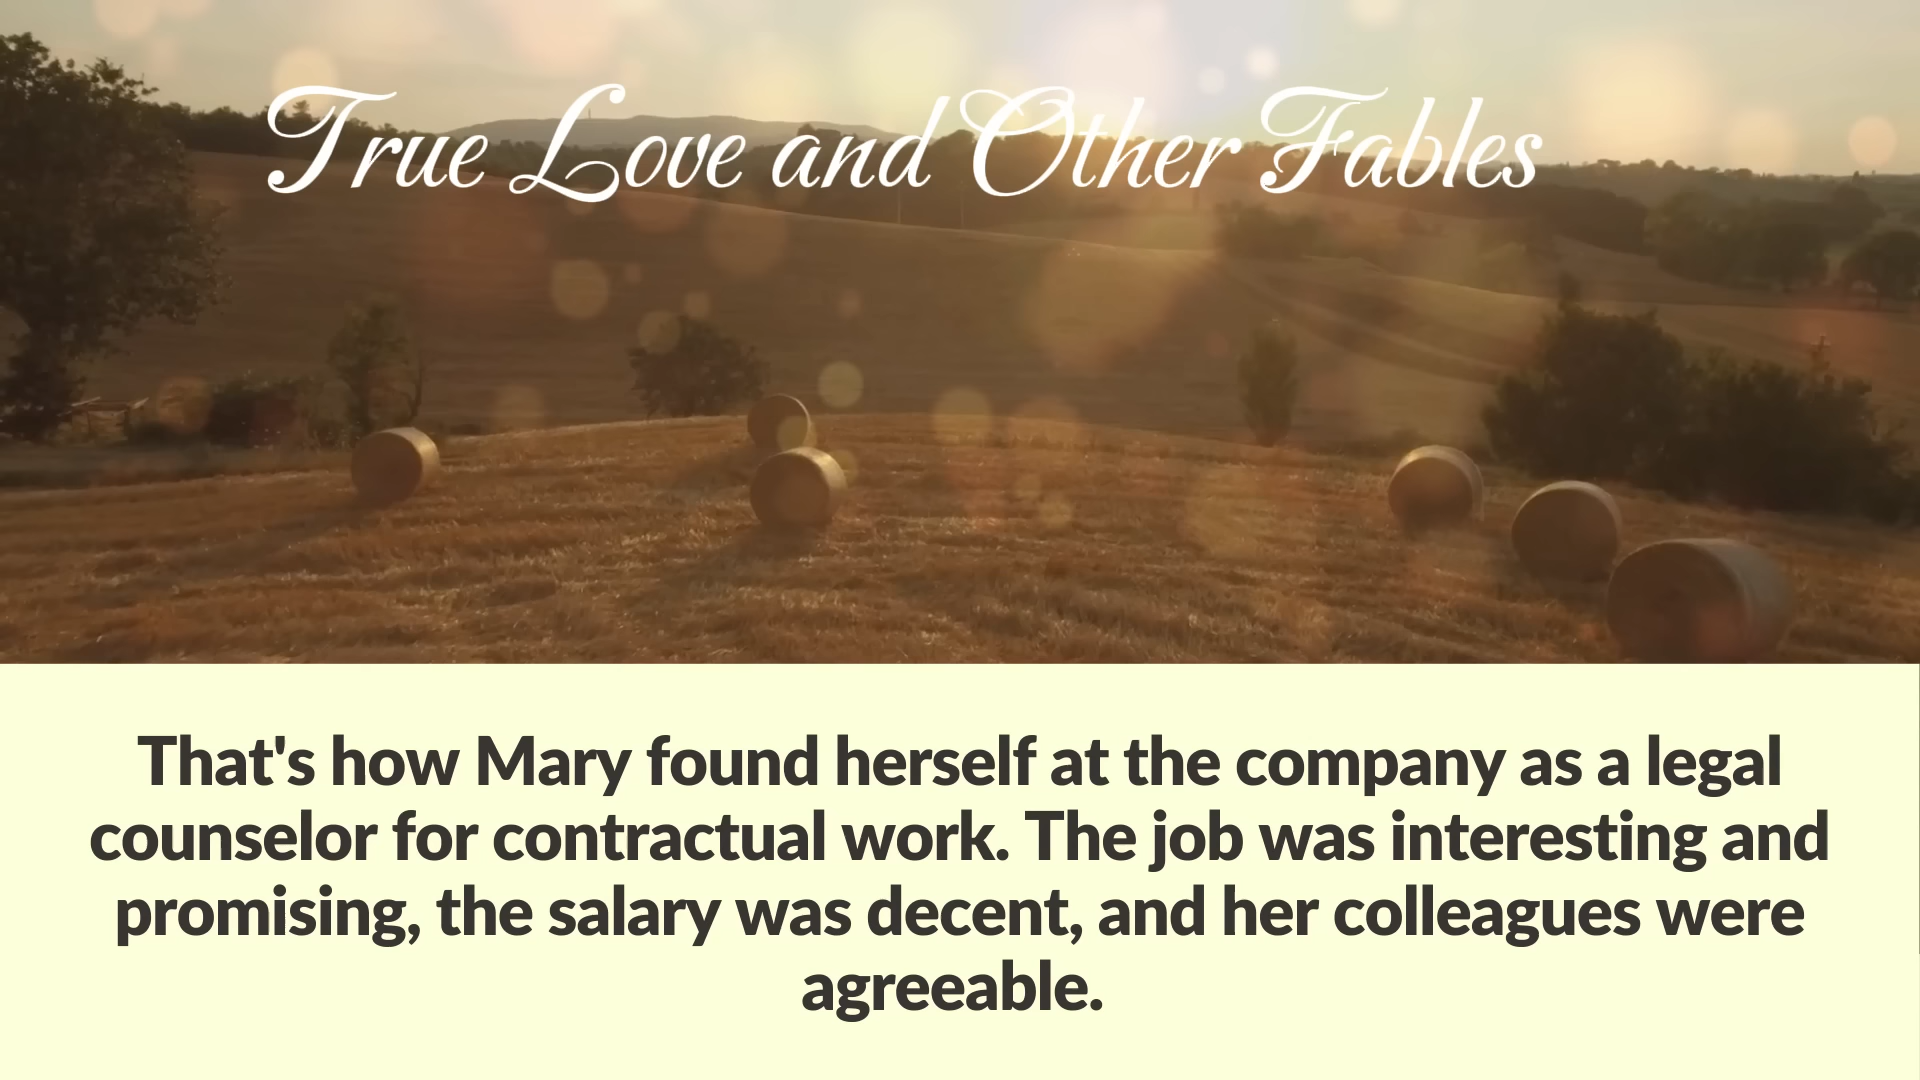 True Love and Other Fables
That's how Mary found herself at the company as a legal
counselor for contractual work. The job was interesting and
promising, the salary was decent, and her colleagues were
agreeable.